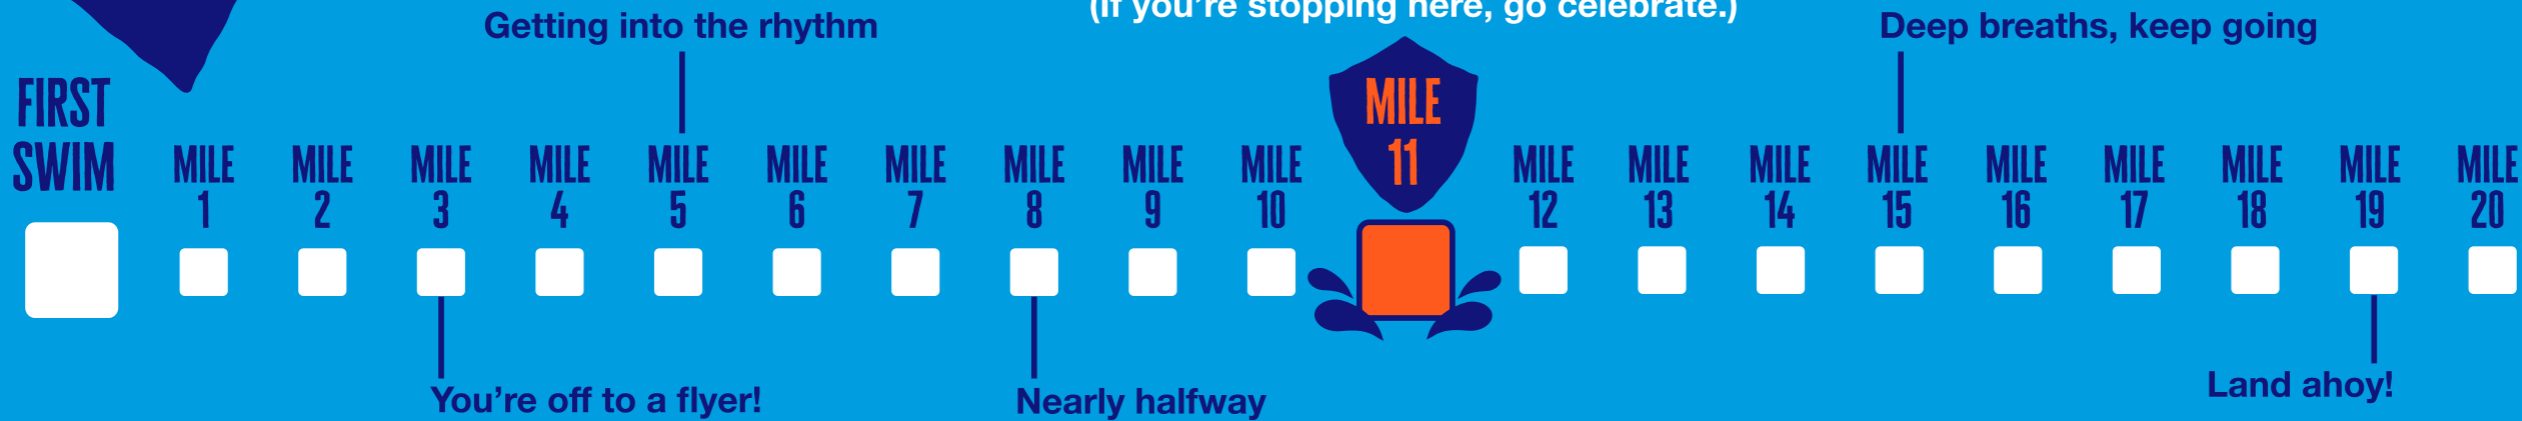 (If you're stopping here, go celebrate.)
Getting into the rhythm
Deep breaths, keep going
FIRST
SWIM
MILE
1
MILE
2
MILE
3
MILE
4
MILE
5
MILE
6
MILE
7
MILE
8
MILE
9
MILE
10
MILE
11
MILE
12
MILE
13
MILE
14
MILE
15
MILE
16
MILE
17
MILE
18
MILE
19
MILE
20
You’re off to a flyer!
Nearly halfway
Land ahoy!